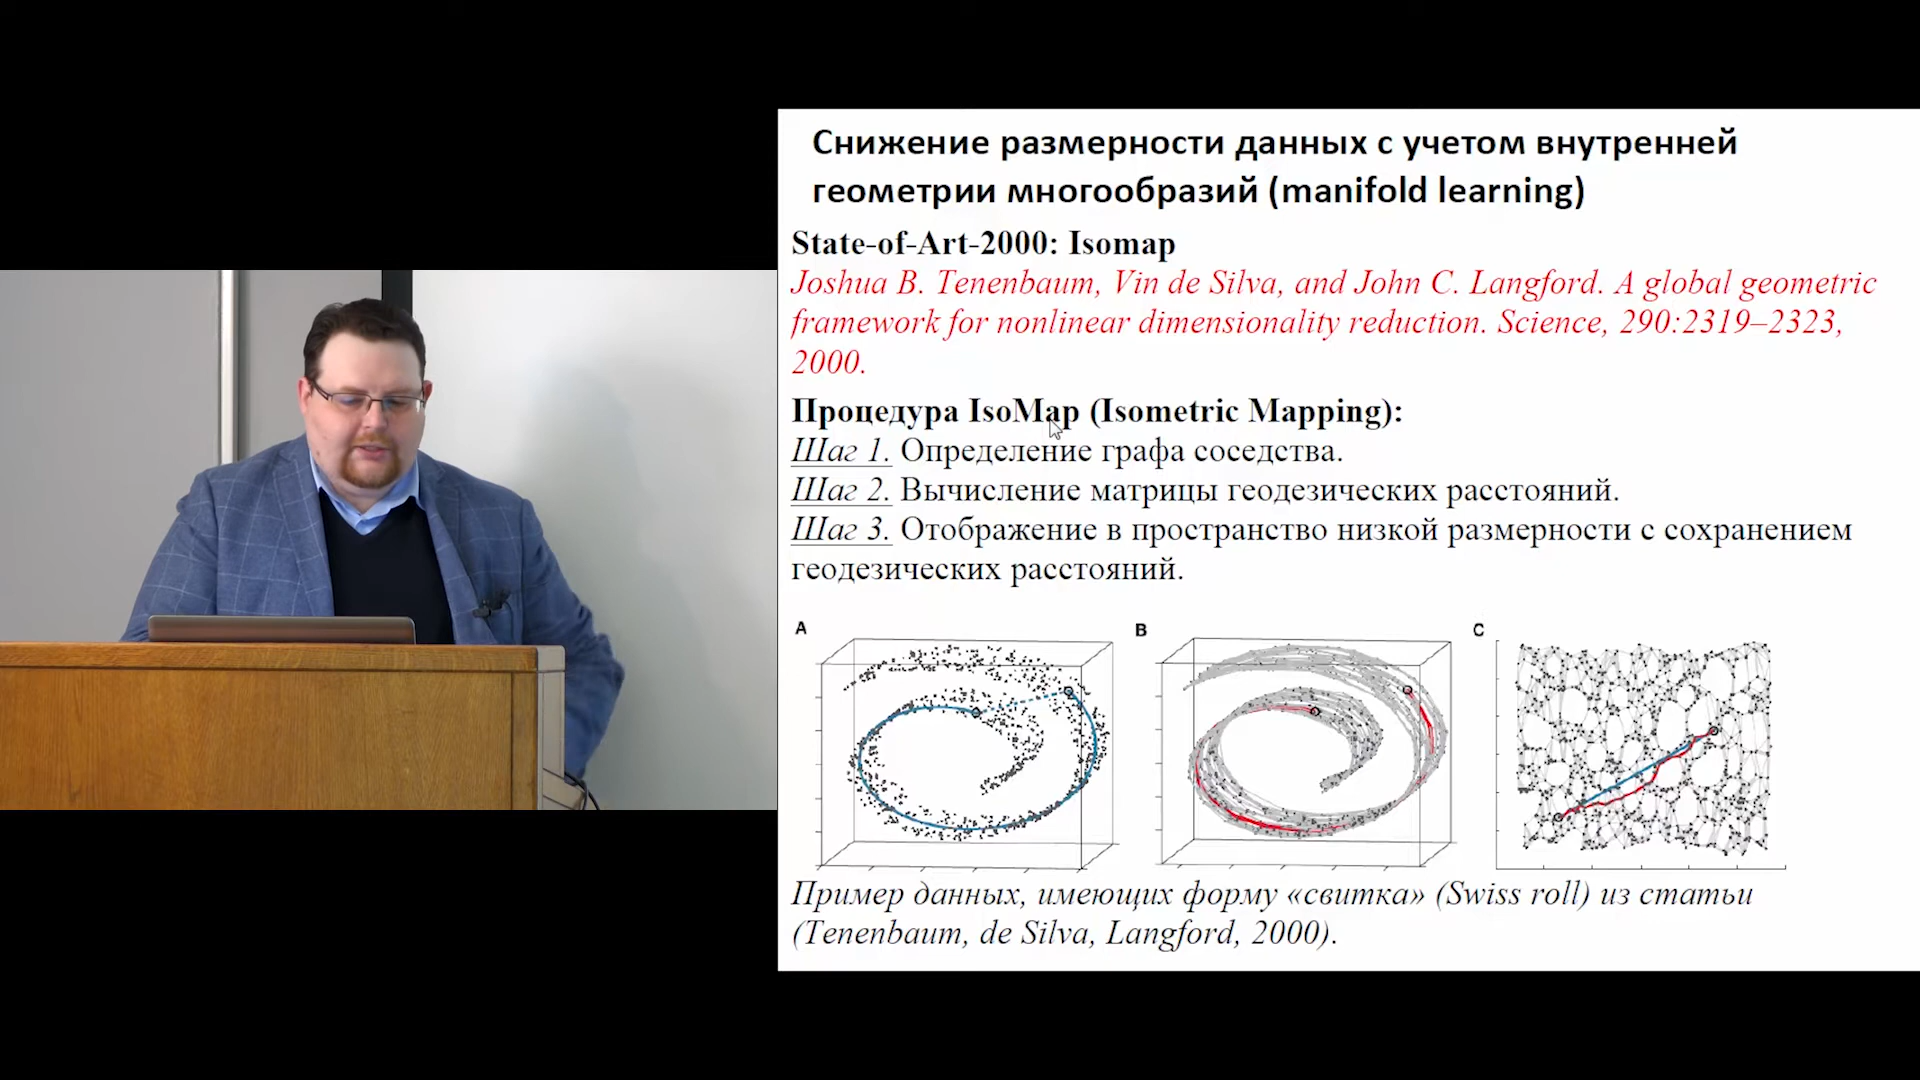 Снижение размерности данных с учетом внутренней
геометрии многообразий (manifold learning)
State-of-Art-2000: Isomap
Joshua B. Tenenbaum, Vin de Silva, and John C. Langford. A global geometric
framework for nonlinear dimensionality reduction. Science, 290:2319–2323,
2000.
Процедура IsoMap (Isometric Mapping):
Шаг 1. Определение графа соседства.
Шаг 2. Вычисление матрицы геодезических расстояний.
Шаг 3. Отображение в пространство низкой размерности с сохранением
геодезических расстояний.
A B C
Пример данных, имеющих форму «свитка» (Swiss roll) из статьи
(Tenenbaum, de Silva, Langford, 2000).